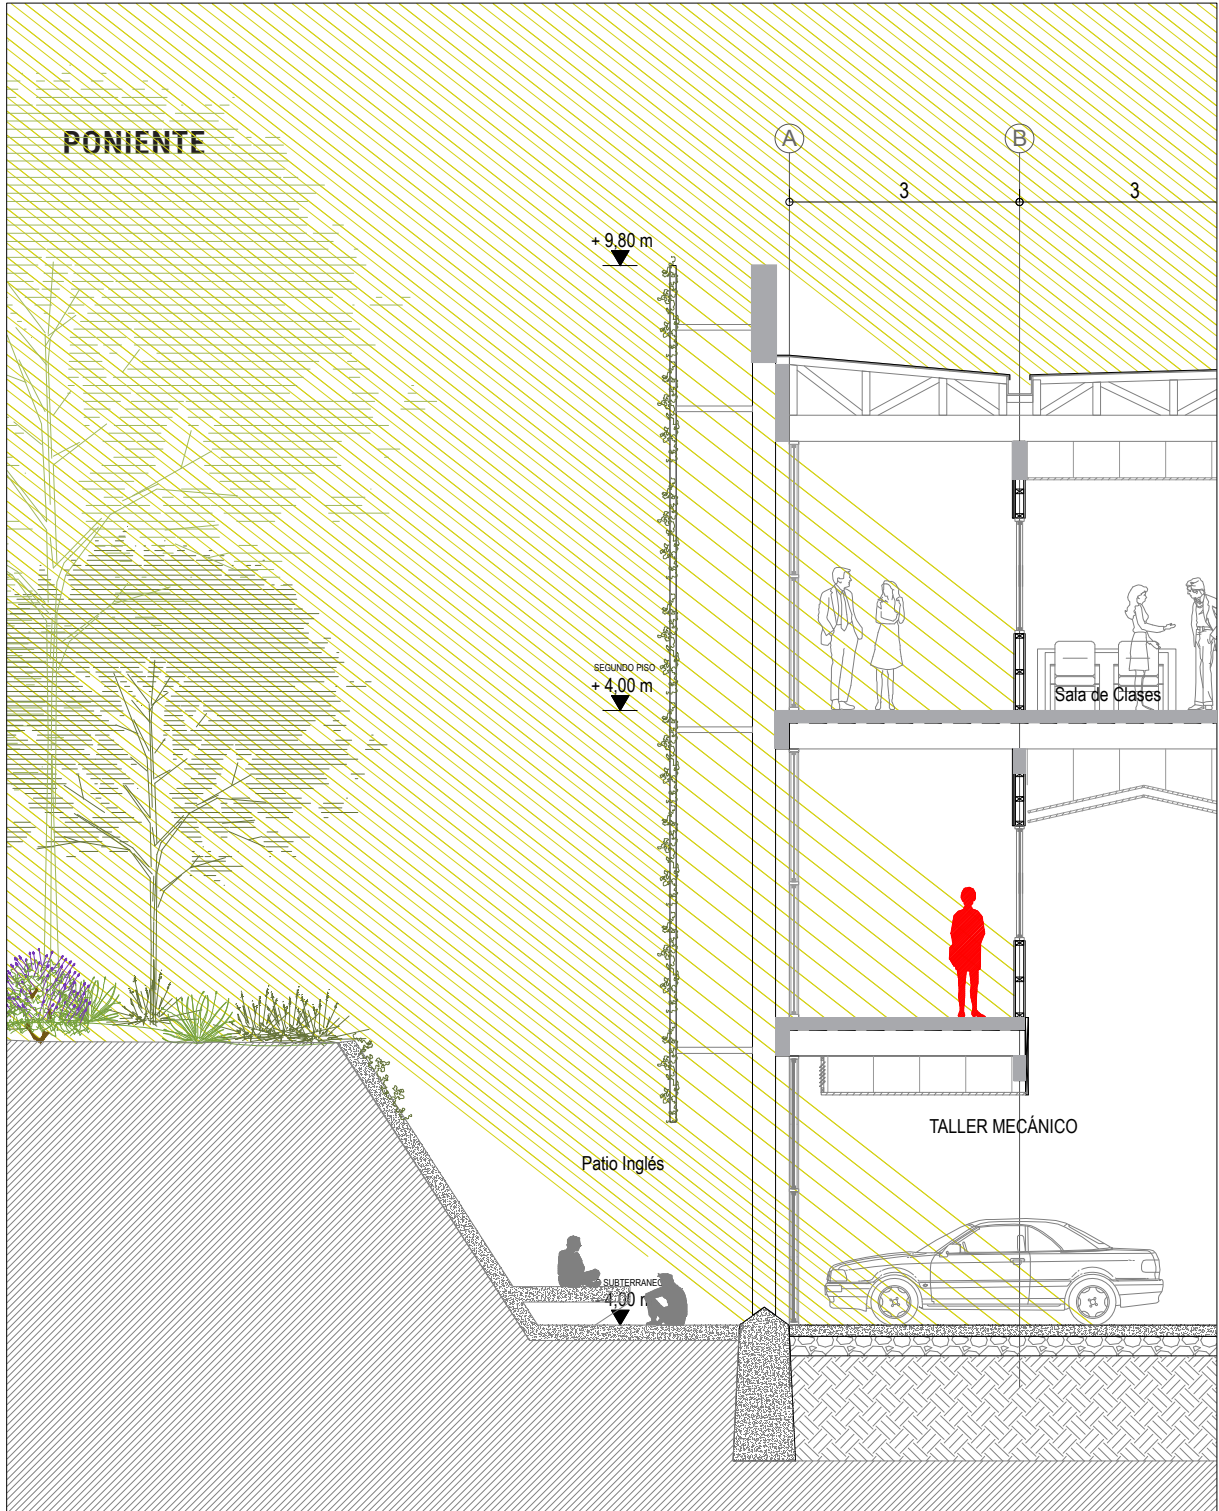 PONIENTE
A
B
3
3
+ 9,80 m
SEGUNDO PISO
+ 4,00 m
Sala de Clases
TALLER MECÁNICO
Patio Inglés
SUBTERRANEO
- 4,00 m